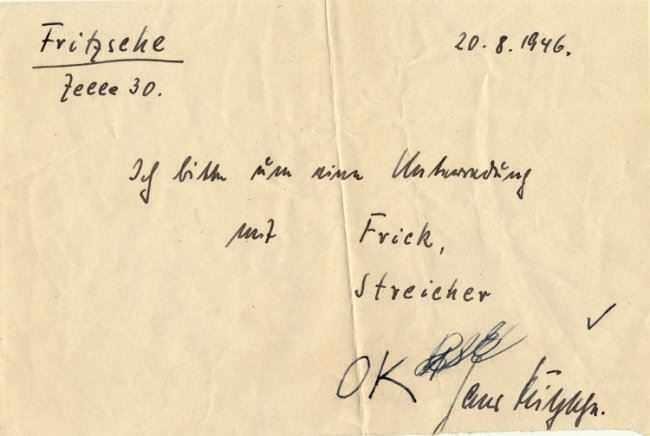 Fritzsche 20.8.1946.
Zelle 30.
Ich bitte um eine Unterredung
mit Frick,
Streicher
OK
Hans Fritzsche.